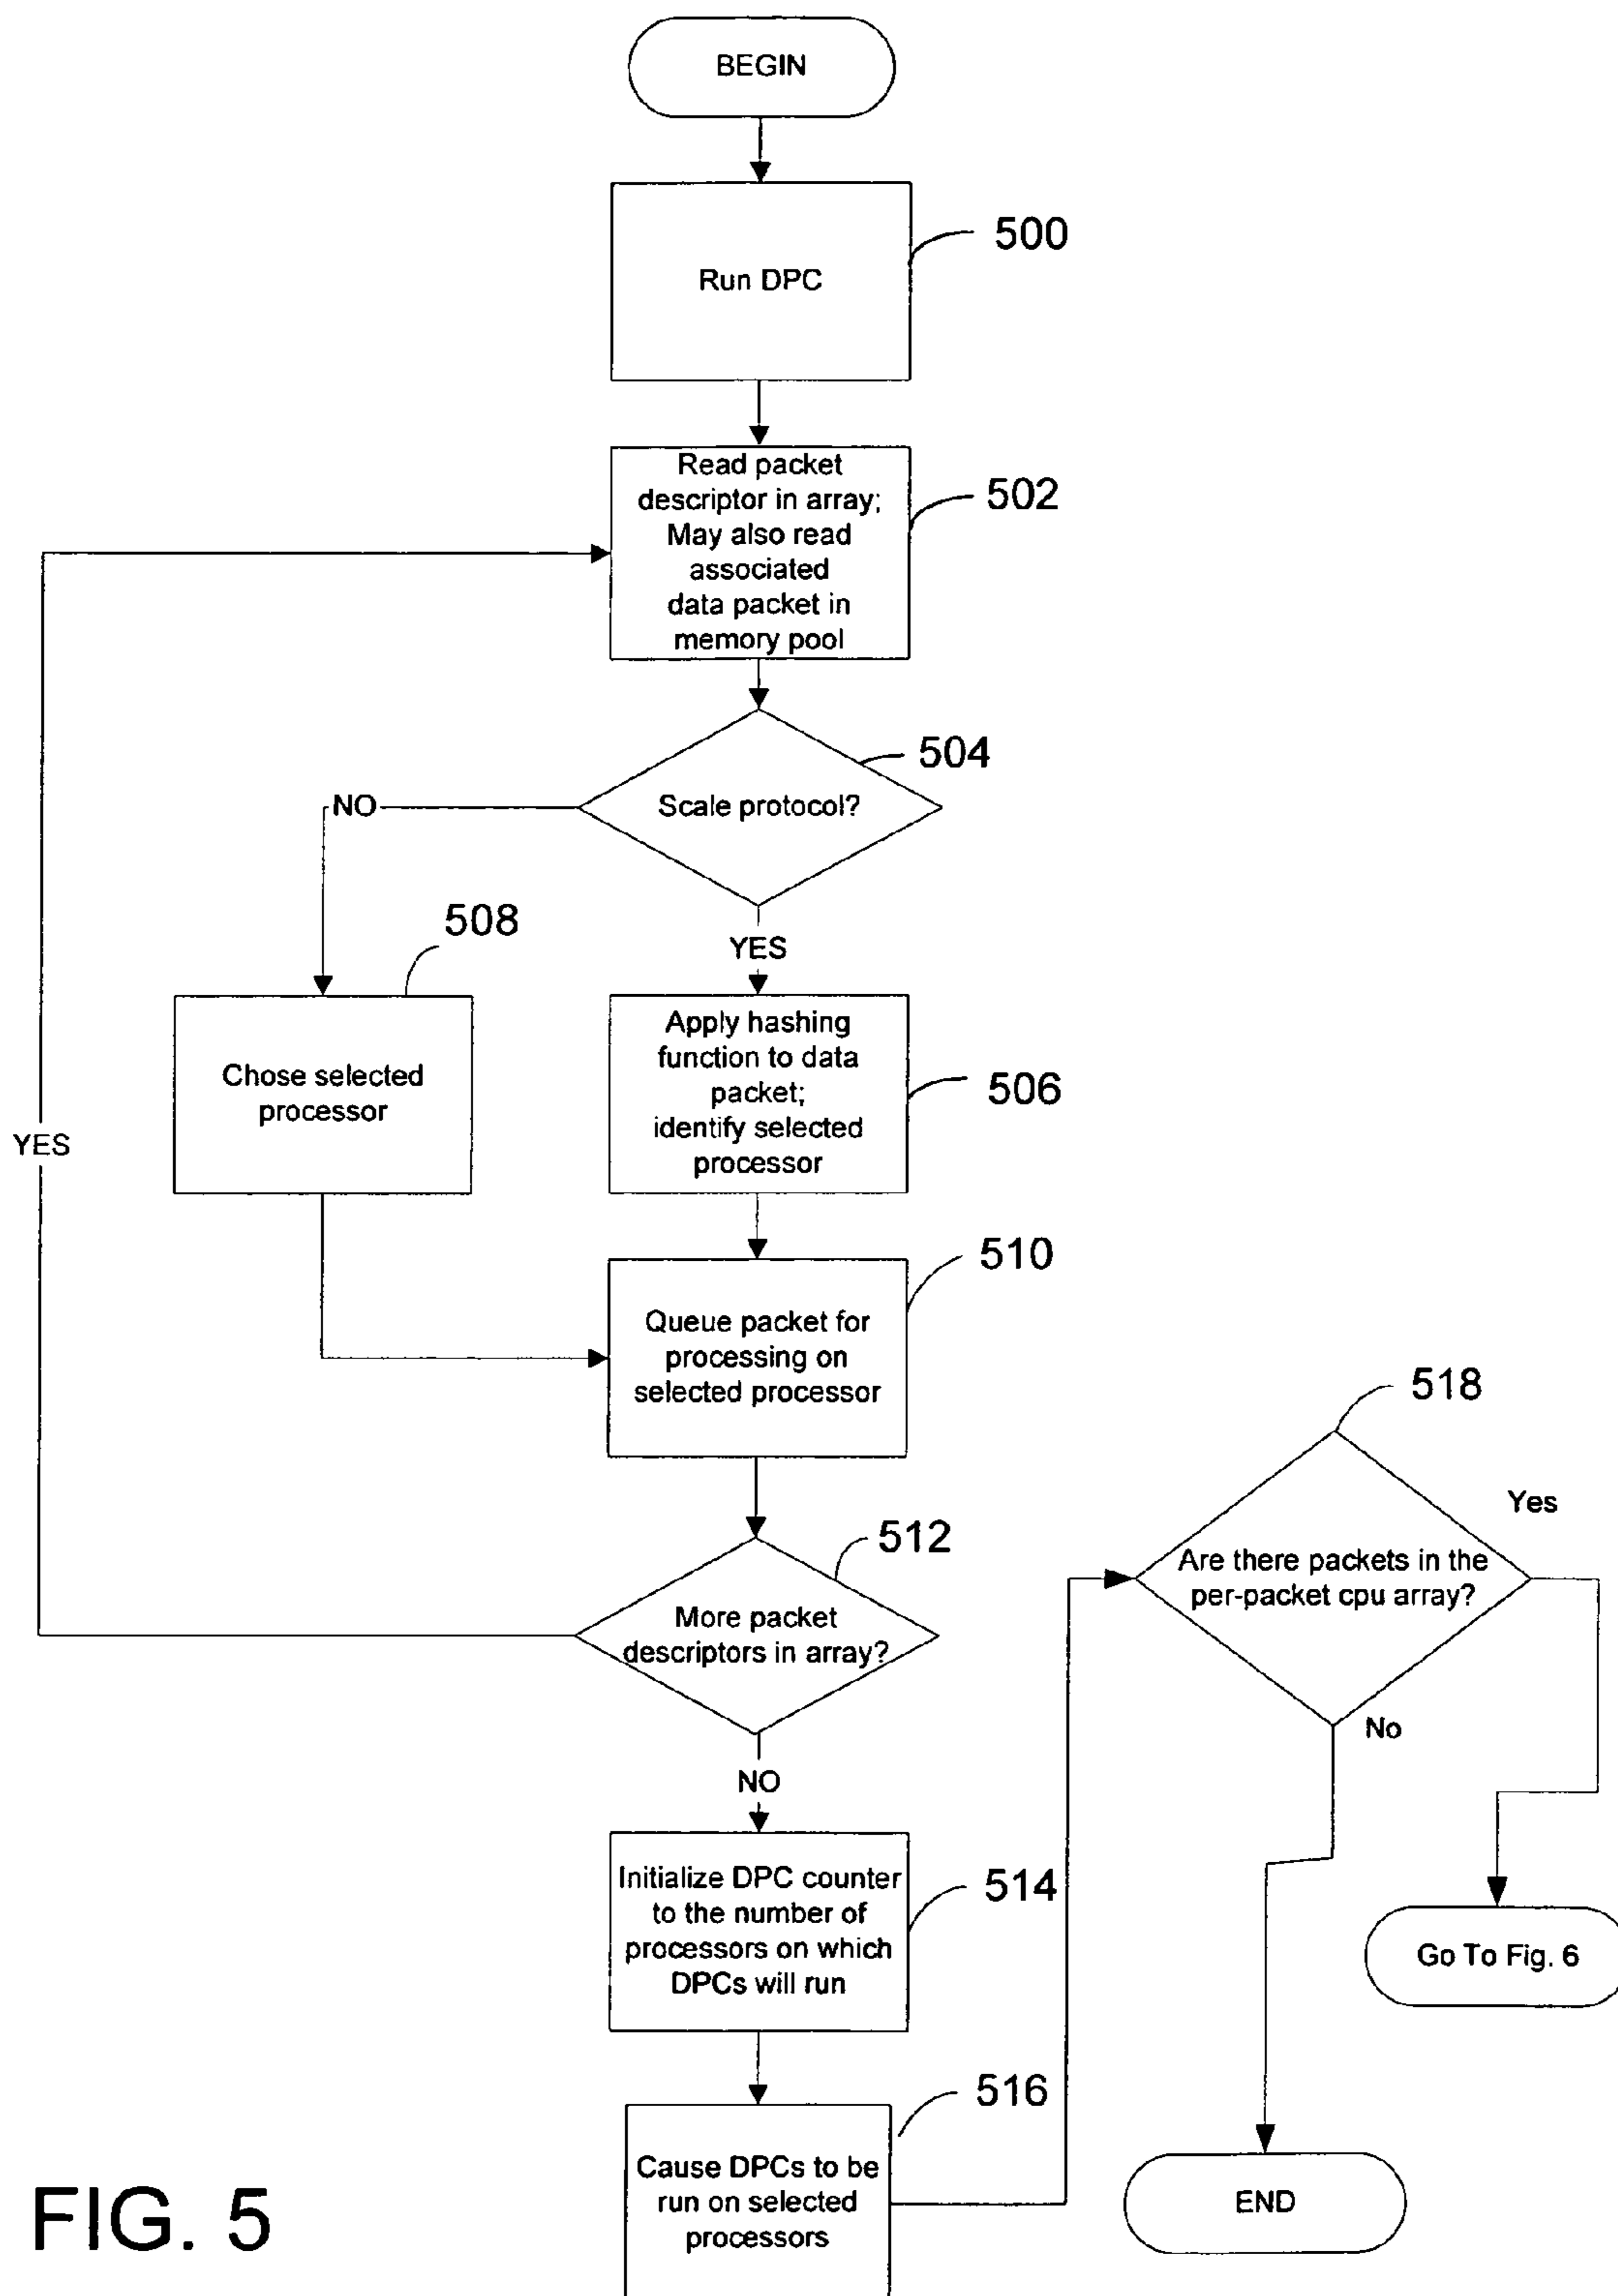 BEGIN
Run DPC
500
Read packet
descriptor in array;
May also read
associated
data packet in
memory pool
502
Scale protocol?
504
NO
YES
508
Chose selected
processor
Apply hashing
function to data
packet;
identify selected
processor
506
YES
Queue packet for
processing on
selected processor
510
More packet
descriptors in array?
512
NO
Initialize DPC counter
to the number of
processors on which
DPCs will run
514
Cause DPCs to be
run on selected
processors
516
518
Are there packets in the
per-packet cpu array?
Yes
No
Go To Fig. 6
END
FIG. 5